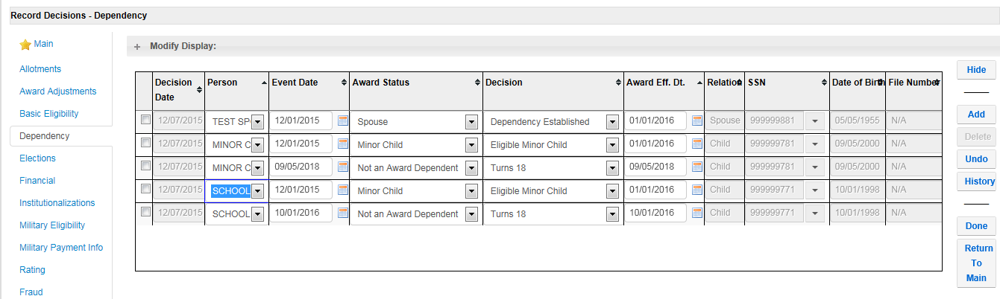 Record Decisions - Dependency
Main
Allotments
Award Adjustments
Basic Eligibility
Dependency
Elections
Financial
Institutionalizations
Military Eligibility
Military Payment Info
Rating
Fraud
+ Modify Display:
Decision Date Person Event Date Award Status Decision Award Eff. Dt. Relation SSN Date of Birth File Number
12/07/2015 TEST SP 12/01/2015 Spouse Dependency Established 01/01/2016 Spouse 999999881 05/05/1955 N/A
12/07/2015 MINOR C 12/01/2015 Minor Child Eligible Minor Child 01/01/2016 Child 999999781 09/05/2000 N/A
12/07/2015 MINOR C 09/05/2018 Not an Award Dependent Turns 18 09/05/2018 Child 999999781 09/05/2000 N/A
12/07/2015 SCHOOL 12/01/2015 Minor Child Eligible Minor Child 01/01/2016 Child 999999771 10/01/1998 N/A
12/07/2015 SCHOOL 10/01/2016 Not an Award Dependent Turns 18 10/01/2016 Child 999999771 10/01/1998 N/A
Hide
Add
Delete
Undo
History
Done
Return
To
Main